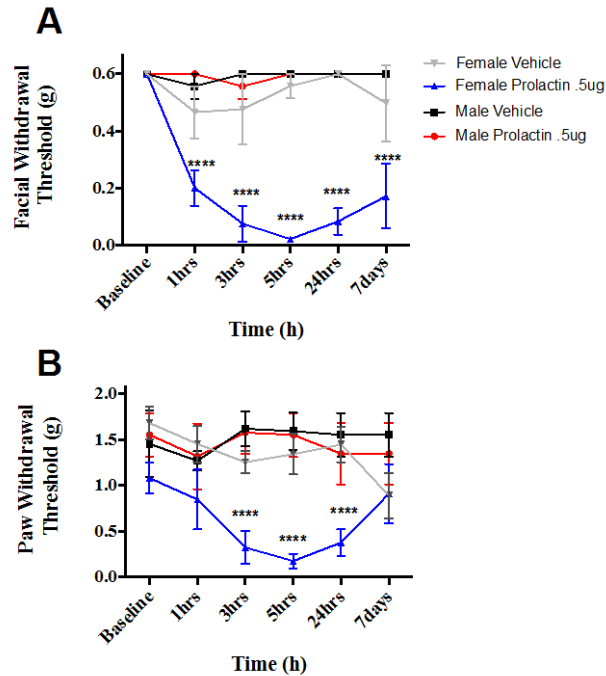 A
Facial Withdrawal
Threshold (g)
0.6
0.4
0.2
0.0
****
****
****
****
****
Baseline
1hrs
3hrs
5hrs
24hrs
7days
Time (h)
Female Vehicle
Female Prolactin .5ug
Male Vehicle
Male Prolactin .5ug
B
Paw Withdrawal
Threshold (g)
2.0
1.5
1.0
0.5
0.0
****
****
****
Baseline
1hrs
3hrs
5hrs
24hrs
7days
Time (h)